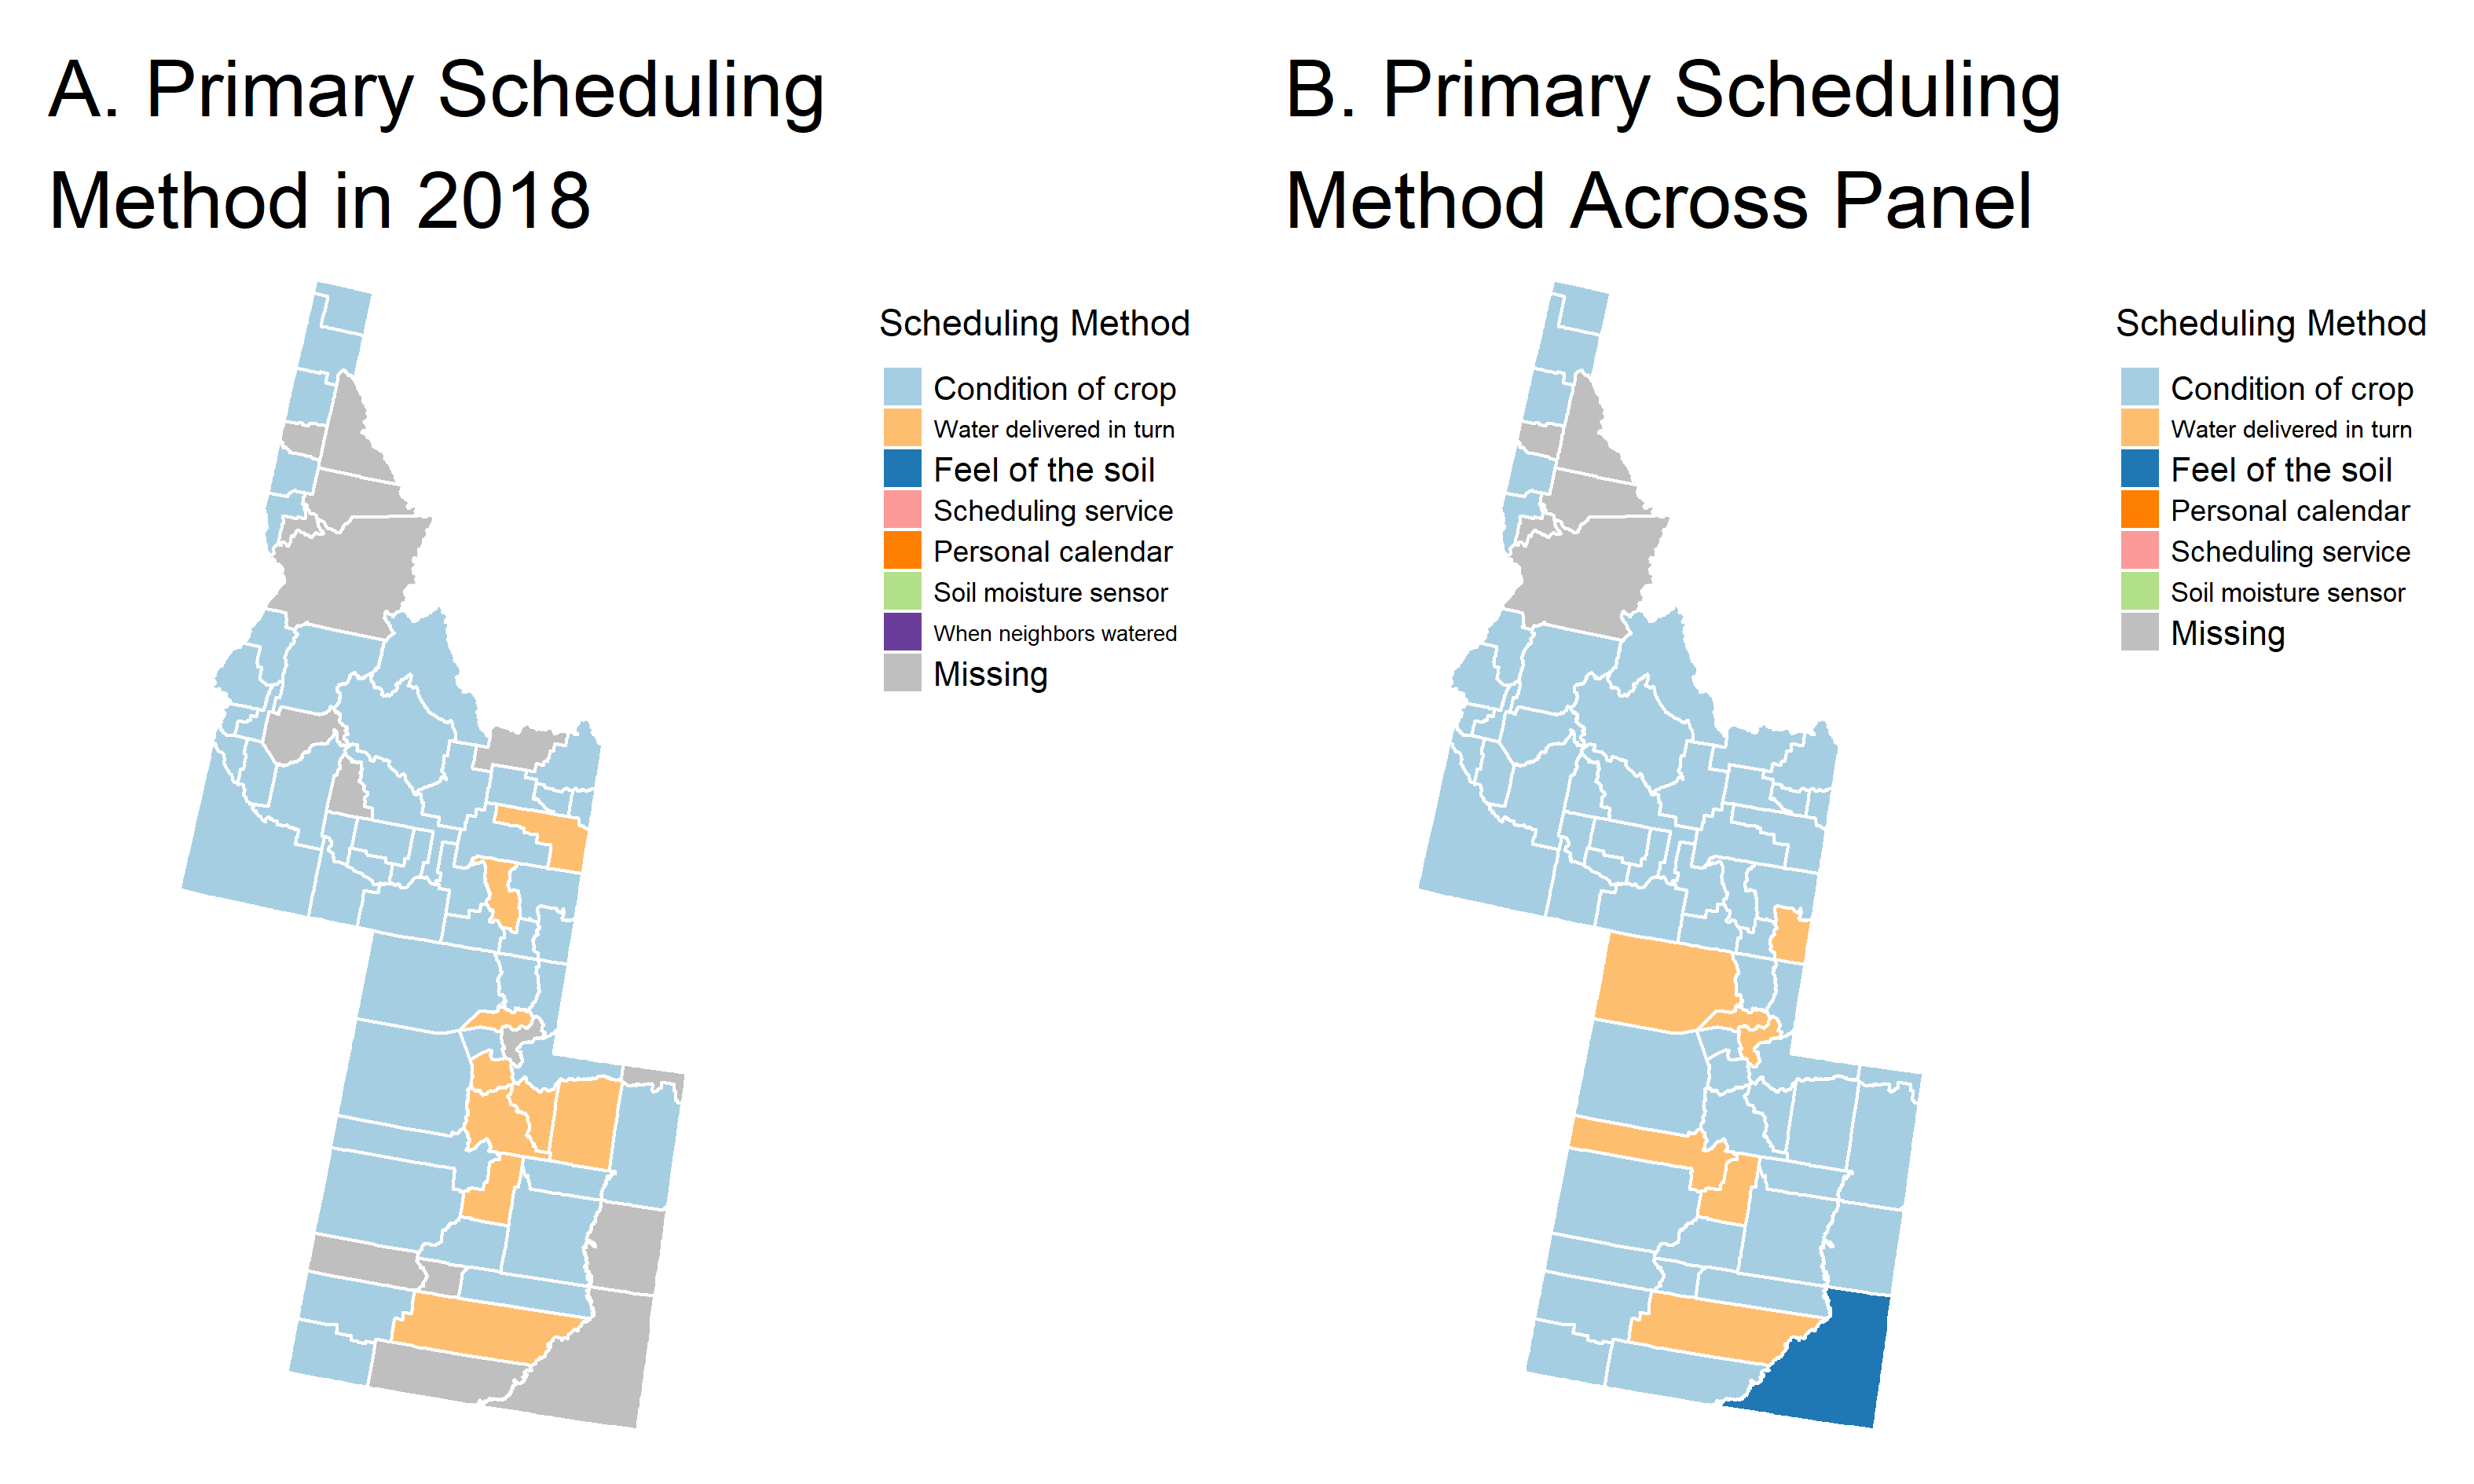 A. Primary Scheduling
Method in 2018
Scheduling Method
Condition of crop
Water delivered in turn
Feel of the soil
Scheduling service
Personal calendar
Soil moisture sensor
When neighbors watered
Missing
B. Primary Scheduling
Method Across Panel
Scheduling Method
Condition of crop
Water delivered in turn
Feel of the soil
Personal calendar
Scheduling service
Soil moisture sensor
Missing